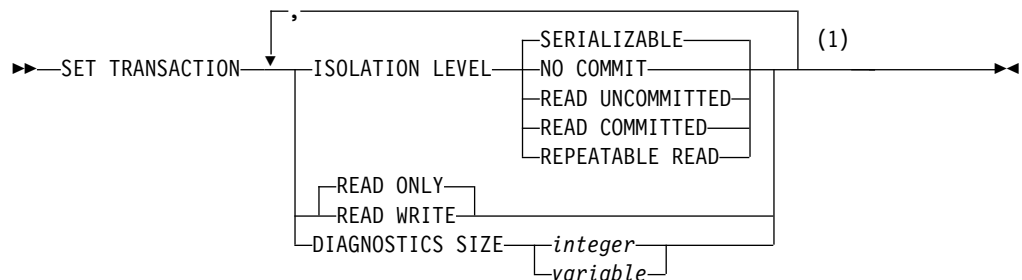 ,
SERIALIZABLE (1)
SET TRANSACTION ISOLATION LEVEL NO COMMIT
READ UNCOMMITTED
READ COMMITTED
REPEATABLE READ
READ ONLY
READ WRITE
DIAGNOSTICS SIZE integer
variable